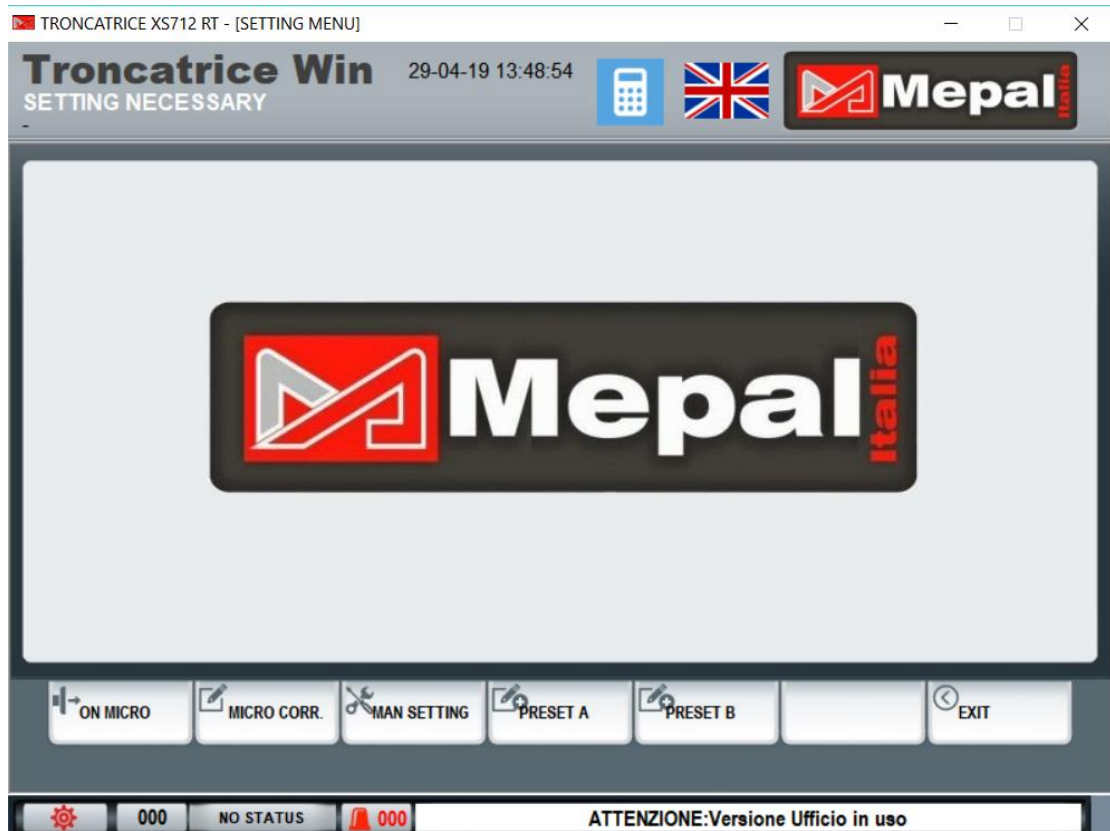 TRONCATRICE XS712 RT - [SETTING MENU]
Troncatrice Win 29-04-19 13:48:54
Mepal Italia
SETTING NECESSARY
-
Mepal Italia
ON MICRO MICRO CORR. MAN SETTING PRESET A PRESET B EXIT
000 NO STATUS 000 ATTENZIONE:Versione Ufficio in uso